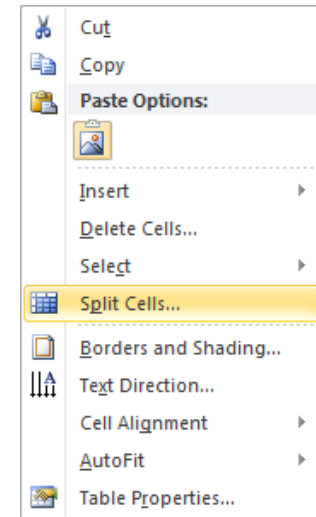 Cut
Copy
Paste Options:
Insert
Delete Cells...
Select
Split Cells...
Borders and Shading...
Text Direction...
Cell Alignment
AutoFit
Table Properties...